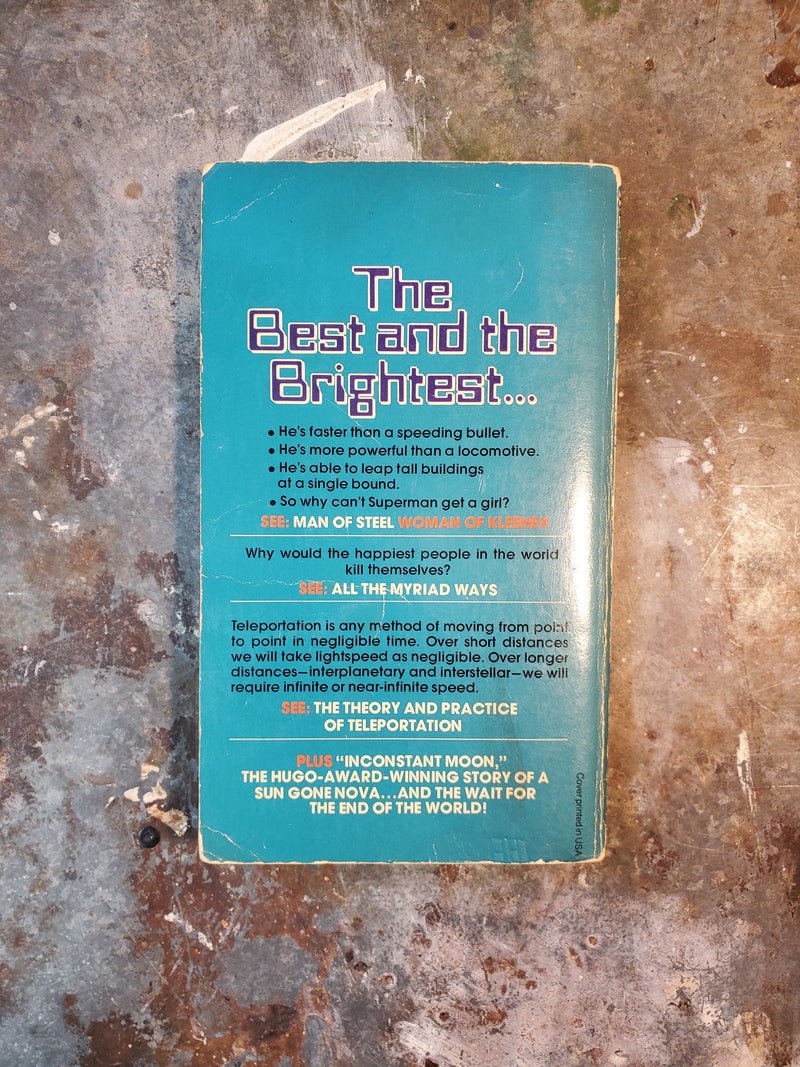 The
Best and the
Brightest...
• He's faster than a speeding bullet.
• He's more powerful than a locomotive.
• He's able to leap tall buildings
at a single bound.
• So why can't Superman get a girl?
SEE: MAN OF STEEL WOMAN OF KLEENEX
Why would the happiest people in the world
kill themselves?
SEE: ALL THE MYRIAD WAYS
Teleportation is any method of moving from point
to point in negligible time. Over short distances
we will take lightspeed as negligible. Over longer
distances—interplanetary and interstellar—we will
require infinite or near-infinite speed.
SEE: THE THEORY AND PRACTICE
OF TELEPORTATION
PLUS "INCONSTANT MOON,"
THE HUGO-AWARD-WINNING STORY OF A
SUN GONE NOVA...AND THE WAIT FOR
THE END OF THE WORLD!
Cover printed in USA